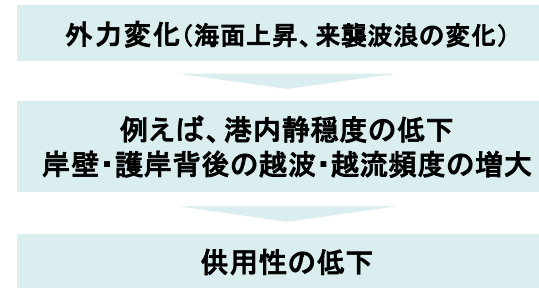 外力変化（海面上昇、来襲波浪の変化）
例えば、港内静穏度の低下
岸壁・護岸背後の越波・越流頻度の増大
供用性の低下